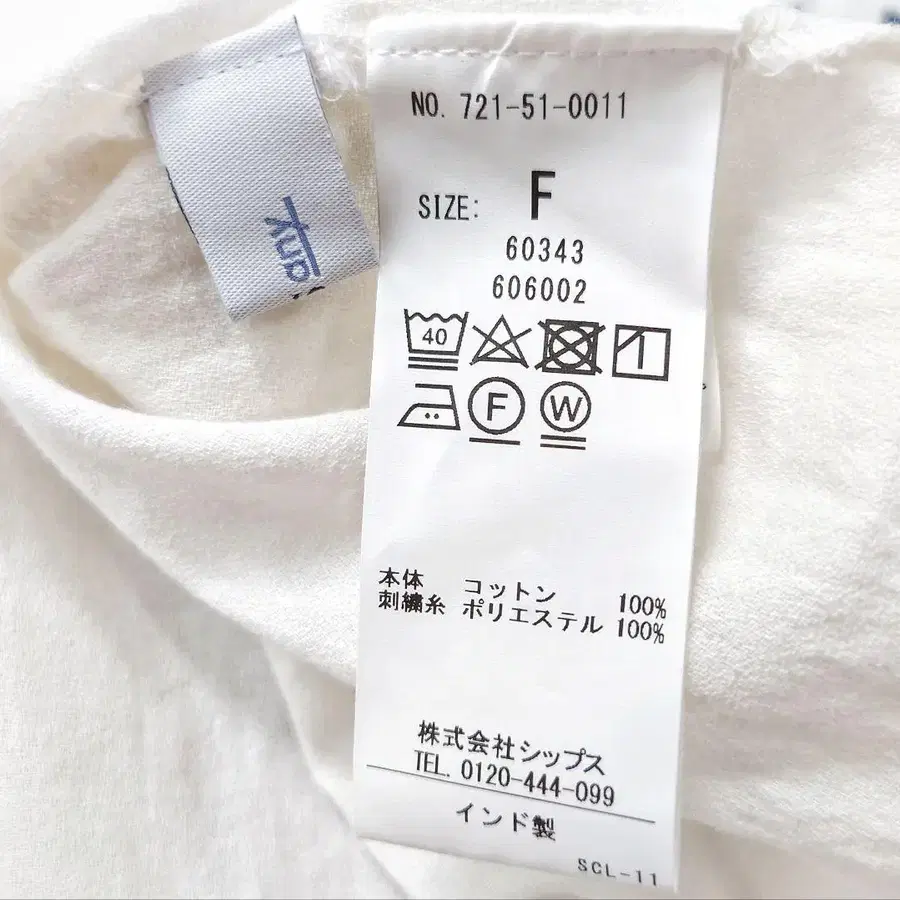 NO. 721-51-0011
SIZE: F
60343
606002
40
F W
本体 コットン 100%
刺繍糸 ポリエステル 100%
株式会社シップス
TEL. 0120-444-099
インド製
SCL-11
any